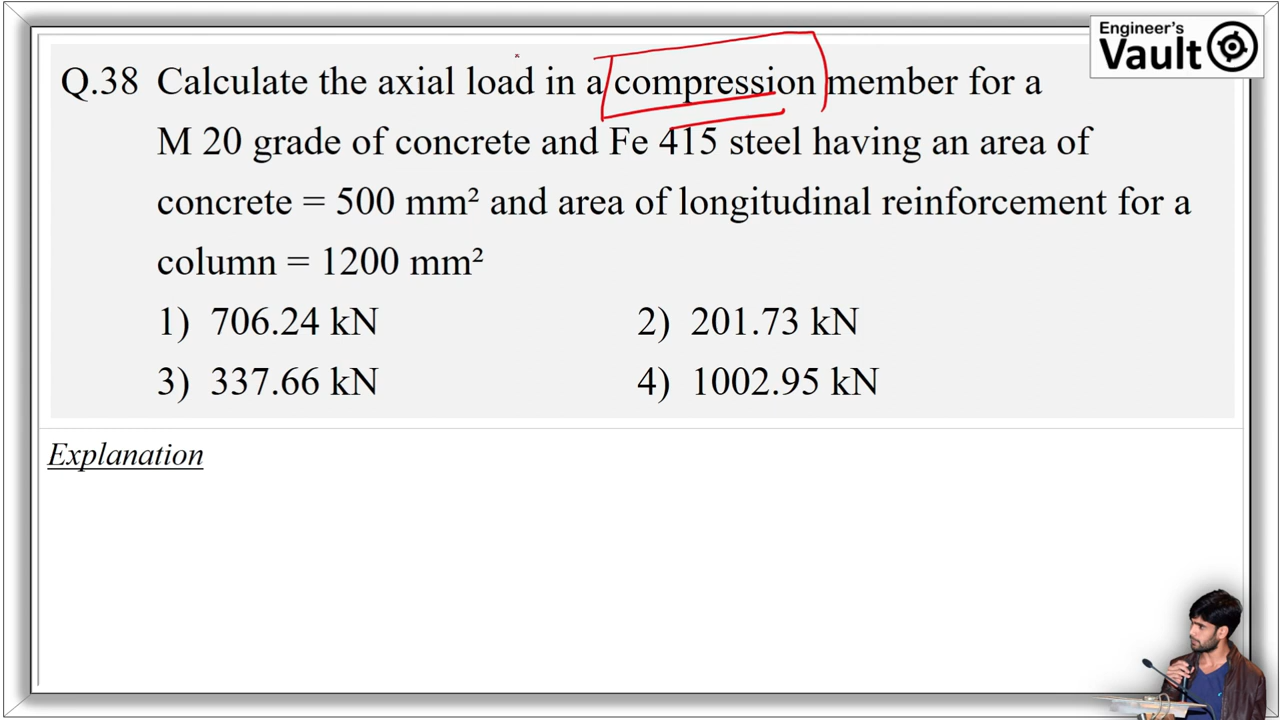 Engineer's
Vault
Q.38 Calculate the axial load in a compression member for a
M 20 grade of concrete and Fe 415 steel having an area of
concrete = 500 mm² and area of longitudinal reinforcement for a
column = 1200 mm²
1) 706.24 kN 2) 201.73 kN
3) 337.66 kN 4) 1002.95 kN
Explanation